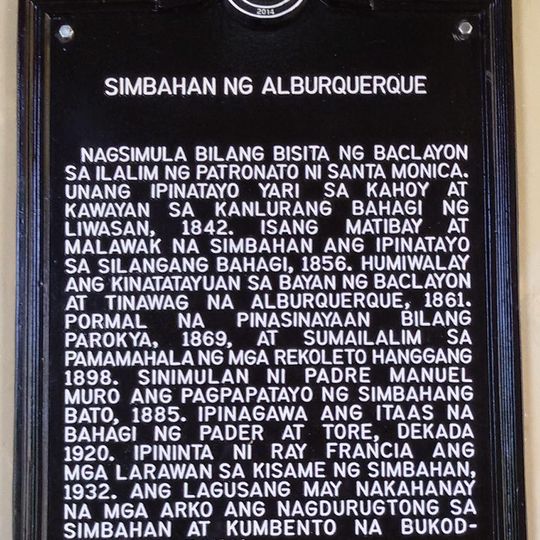 2014
SIMBAHAN NG ALBURQUERQUE
NAGSIMULA BILANG BISITA NG BACLAYON
SA ILALIM NG PATRONATO NI SANTA MONICA.
UNANG IPINATAYO YARI SA KAHOY AT
KAWAYAN SA KANLURANG BAHAGI NG
LIWASAN, 1842. ISANG MATIBAY AT
MALAWAK NA SIMBAHAN ANG IPINATAYO
SA SILANGANG BAHAGI, 1856. HUMIWALAY
ANG KINATATAYUAN SA BAYAN NG BACLAYON
AT TINAWAG NA ALBURQUERQUE, 1861.
PORMAL NA PINASINAYAAN BILANG
PAROKYA, 1869, AT SUMAILALIM SA
PAMAMAHALA NG MGA REKOLETO HANGGANG
1898. SINIMULAN NI PADRE MANUEL
MURO ANG PAGPAPATAYO NG SIMBAHANG
BATO, 1885. IPINAGAWA ANG ITAAS NA
BAHAGI NG PADER AT TORE, DEKADA
1920. IPININTA NI RAY FRANCIA ANG
MGA LARAWAN SA KISAME NG SIMBAHAN,
1932. ANG LAGUSANG MAY NAKAHANAY
NA MGA ARKO ANG NAGDURUGTONG SA
SIMBAHAN AT KUMBENTO NA BUKOD-